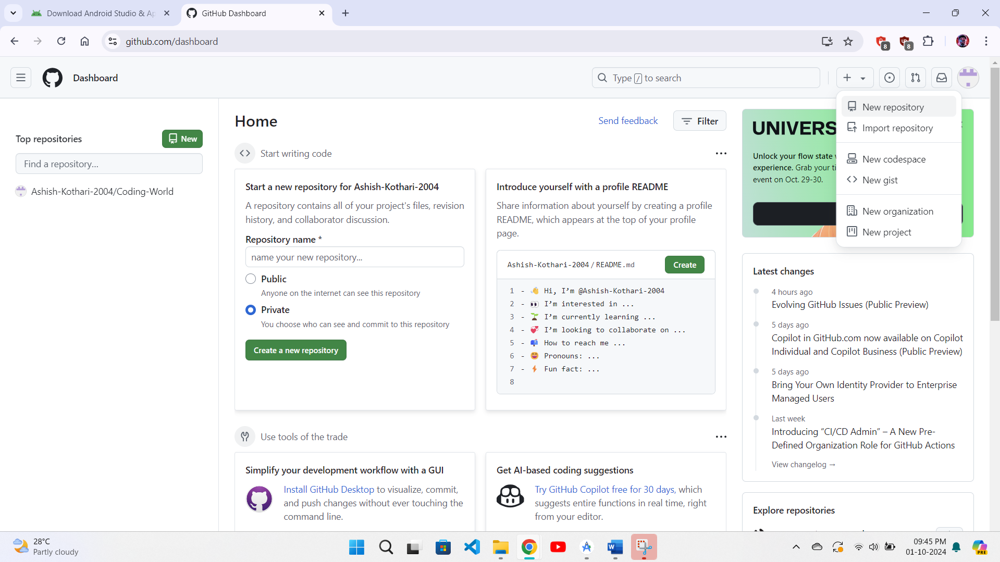 Download Android Studio & Ap
GitHub Dashboard
github.com/dashboard
8
8
Dashboard
Type / to search
New repository
Import repository
New codespace
New gist
New organization
New project
Top repositories
New
Find a repository...
Ashish-Kothari-2004/Coding-World
Home
Send feedback
Filter
Start writing code
Start a new repository for Ashish-Kothari-2004
A repository contains all of your project's files, revision
history, and collaborator discussion.
Repository name *
name your new repository...
Public
Anyone on the internet can see this repository
Private
You choose who can see and commit to this repository
Create a new repository
Introduce yourself with a profile README
Share information about yourself by creating a profile
README, which appears at the top of your profile
page.
Ashish-Kothari-2004 / README.md
Create
1 - 👋 Hi, I'm @Ashish-Kothari-2004
2 - 👀 I'm interested in ...
3 - 🌱 I'm currently learning ...
4 - 💞️ I'm looking to collaborate on ...
5 - 📫 How to reach me ...
6 - 😄 Pronouns: ...
7 - ⚡ Fun fact: ...
8
UNIVERS
Unlock your flow state
experience. Grab your ti
event on Oct. 29-30.
Latest changes
4 hours ago
Evolving GitHub Issues (Public Preview)
5 days ago
Copilot in GitHub.com now available on Copilot
Individual and Copilot Business (Public Preview)
5 days ago
Bring Your Own Identity Provider to Enterprise
Managed Users
Last week
Introducing “CI/CD Admin” – A New Pre-
Defined Organization Role for GitHub Actions
View changelog →
Use tools of the trade
Simplify your development workflow with a GUI
Install GitHub Desktop to visualize, commit,
and push changes without ever touching the
command line.
Get AI-based coding suggestions
Try GitHub Copilot free for 30 days, which
suggests entire functions in real time, right
from your editor.
Explore repositories
28°C
Partly cloudy
09:45 PM
01-10-2024
PRE